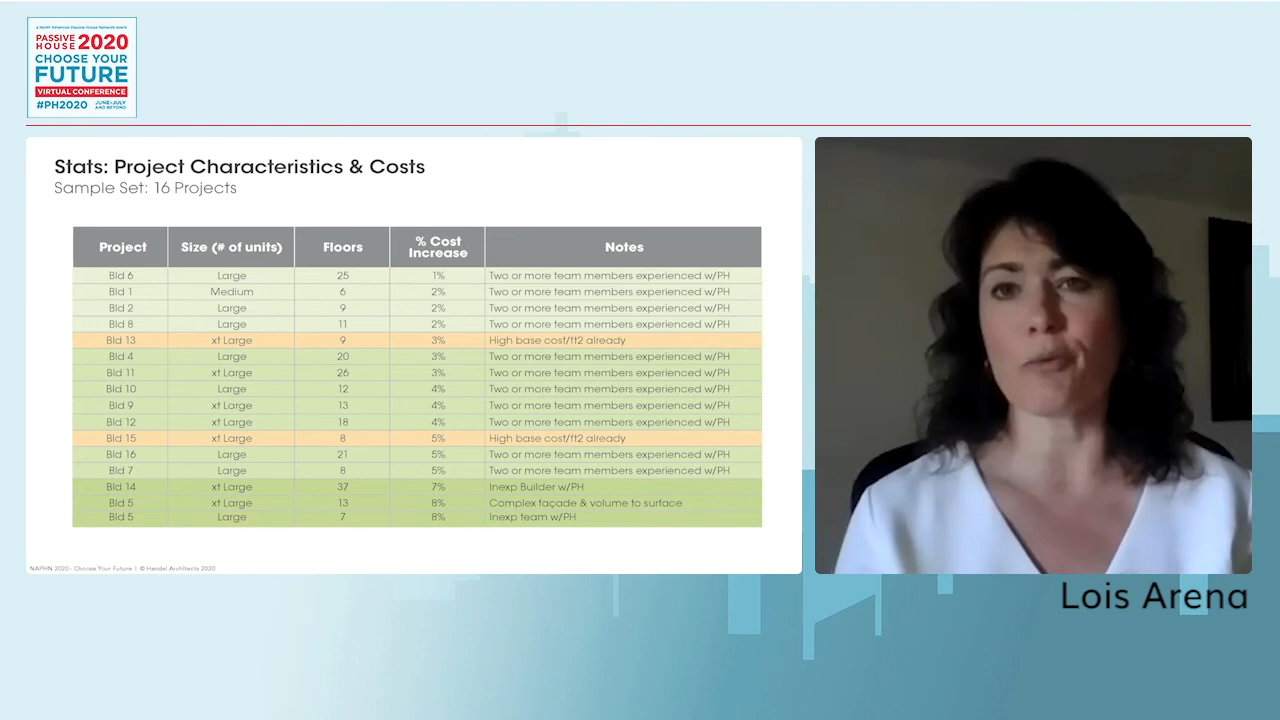 a North American Passive House Network event
PASSIVE HOUSE 2020
CHOOSE YOUR
FUTURE
VIRTUAL CONFERENCE
#PH2020 JUNE-JULY AND BEYOND
Stats: Project Characteristics & Costs
Sample Set: 16 Projects
Project Size (# of units) Floors % Cost Increase Notes
Bld 6 Large 25 1% Two or more team members experienced w/PH
Bld 1 Medium 6 2% Two or more team members experienced w/PH
Bld 2 Large 9 2% Two or more team members experienced w/PH
Bld 8 Large 11 2% Two or more team members experienced w/PH
Bld 13 xt Large 9 3% High base cost/ft2 already
Bld 4 Large 20 3% Two or more team members experienced w/PH
Bld 11 xt Large 26 3% Two or more team members experienced w/PH
Bld 10 Large 12 4% Two or more team members experienced w/PH
Bld 9 xt Large 13 4% Two or more team members experienced w/PH
Bld 12 xt Large 18 4% Two or more team members experienced w/PH
Bld 15 xt Large 8 5% High base cost/ft2 already
Bld 16 Large 21 5% Two or more team members experienced w/PH
Bld 7 Large 8 5% Two or more team members experienced w/PH
Bld 14 xt Large 37 7% Inexp Builder w/PH
Bld 5 xt Large 13 8% Complex façade & volume to surface
Bld 5 Large 7 8% Inexp team w/PH
NAPHN 2020 - Choose Your Future | © Handel Architects 2020
Lois Arena